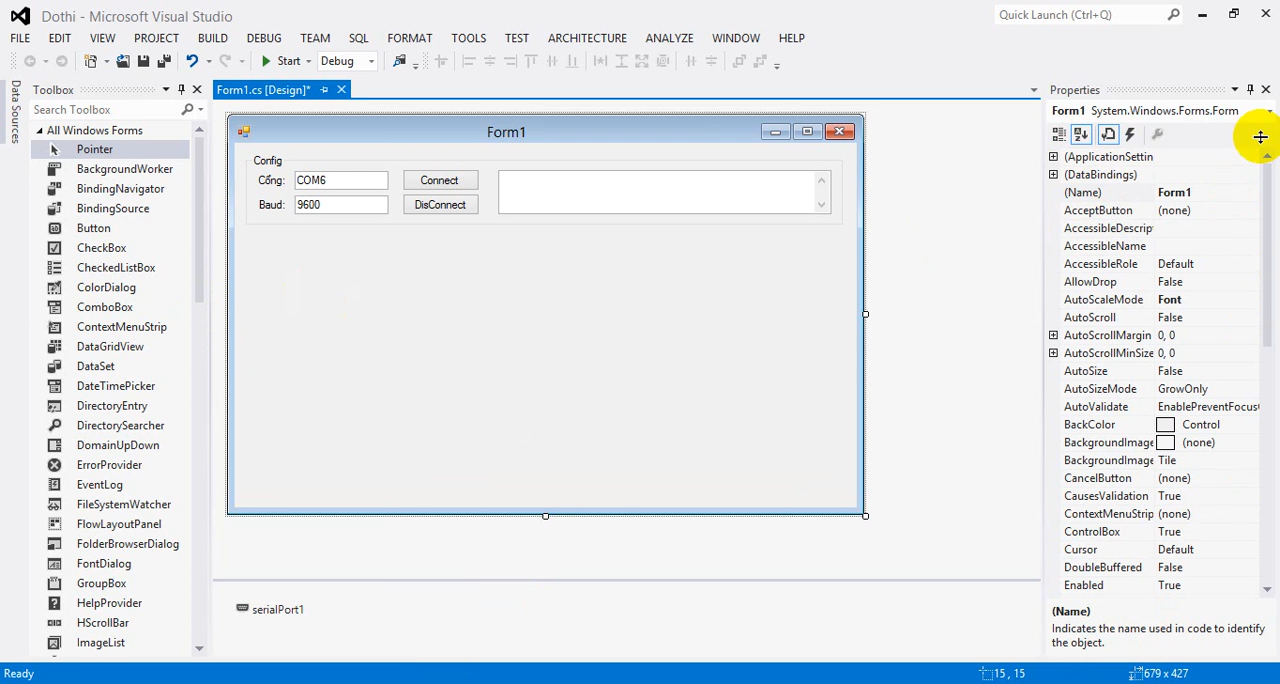 Dothi - Microsoft Visual Studio
Quick Launch (Ctrl+Q)
FILE EDIT VIEW PROJECT BUILD DEBUG TEAM SQL FORMAT TOOLS TEST ARCHITECTURE ANALYZE WINDOW HELP
Start Debug
Data Sources
Toolbox
Search Toolbox
All Windows Forms
Pointer
BackgroundWorker
BindingNavigator
BindingSource
Button
CheckBox
CheckedListBox
ColorDialog
ComboBox
ContextMenuStrip
DataGridView
DataSet
DateTimePicker
DirectoryEntry
DirectorySearcher
DomainUpDown
ErrorProvider
EventLog
FileSystemWatcher
FlowLayoutPanel
FolderBrowserDialog
FontDialog
GroupBox
HelpProvider
HScrollBar
ImageList
Form1.cs [Design]*
Form1
Config
Cổng: COM6 Connect
Baud: 9600 DisConnect
serialPort1
Properties
Form1 System.Windows.Forms.Form
(ApplicationSettin
(DataBindings)
(Name) Form1
AcceptButton (none)
AccessibleDescrip
AccessibleName
AccessibleRole Default
AllowDrop False
AutoScaleMode Font
AutoScroll False
AutoScrollMargin 0, 0
AutoScrollMinSize 0, 0
AutoSize False
AutoSizeMode GrowOnly
AutoValidate EnablePreventFocus
BackColor Control
BackgroundImage (none)
BackgroundImage Tile
CancelButton (none)
CausesValidation True
ContextMenuStrip (none)
ControlBox True
Cursor Default
DoubleBuffered False
Enabled True
(Name)
Indicates the name used in code to identify
the object.
Ready 15 , 15 679 x 427